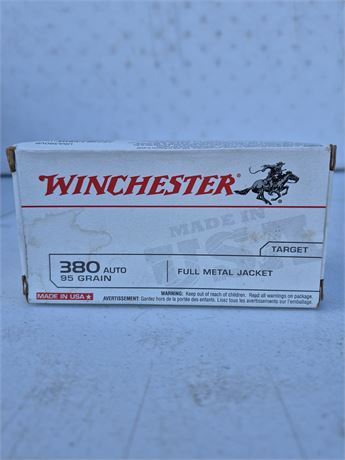 WINCHESTER®
MADE IN
USA
TARGET
380 AUTO
95 GRAIN
FULL METAL JACKET
MADE IN USA ★
WARNING: Keep out of reach of children. Read all warnings on package.
AVERTISSEMENT: Gardez hors de la portée des enfants. Lisez tous les avertissements sur l'emballage.